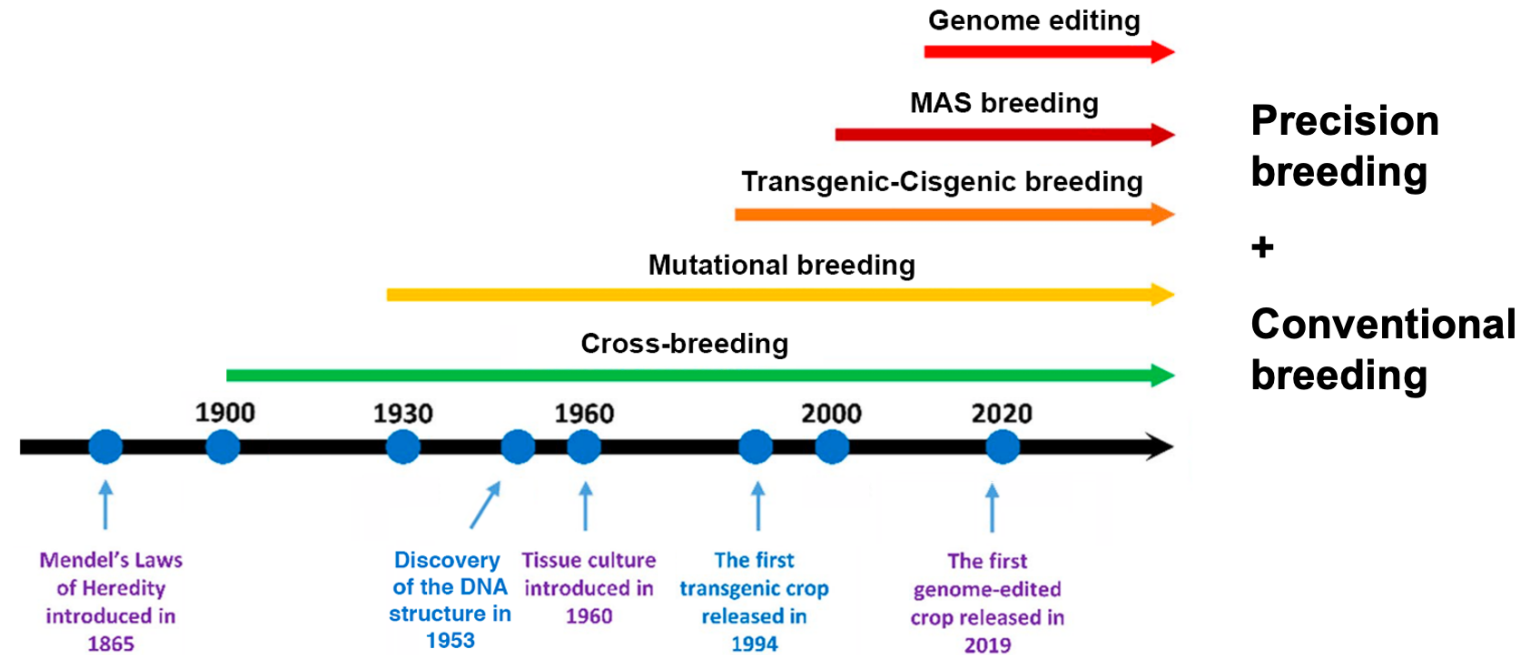 Genome editing
MAS breeding
Transgenic-Cisgenic breeding
Mutational breeding
Cross-breeding
Precision
breeding
+
Conventional
breeding
1900
1930
1960
2000
2020
Mendel's Laws
of Heredity
introduced in
1865
Discovery
of the DNA
structure in
1953
Tissue culture
introduced in
1960
The first
transgenic crop
released in
1994
The first
genome-edited
crop released in
2019